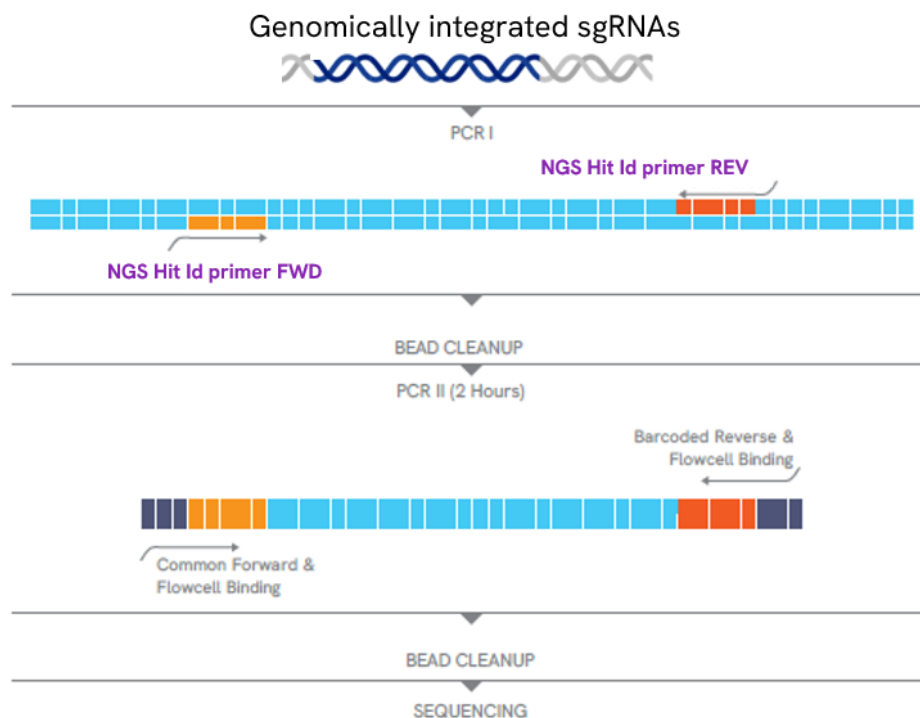 Genomically integrated sgRNAs
PCR I
NGS Hit Id primer REV
NGS Hit Id primer FWD
BEAD CLEANUP
PCR II (2 Hours)
Barcoded Reverse &
Flowcell Binding
Common Forward &
Flowcell Binding
BEAD CLEANUP
SEQUENCING